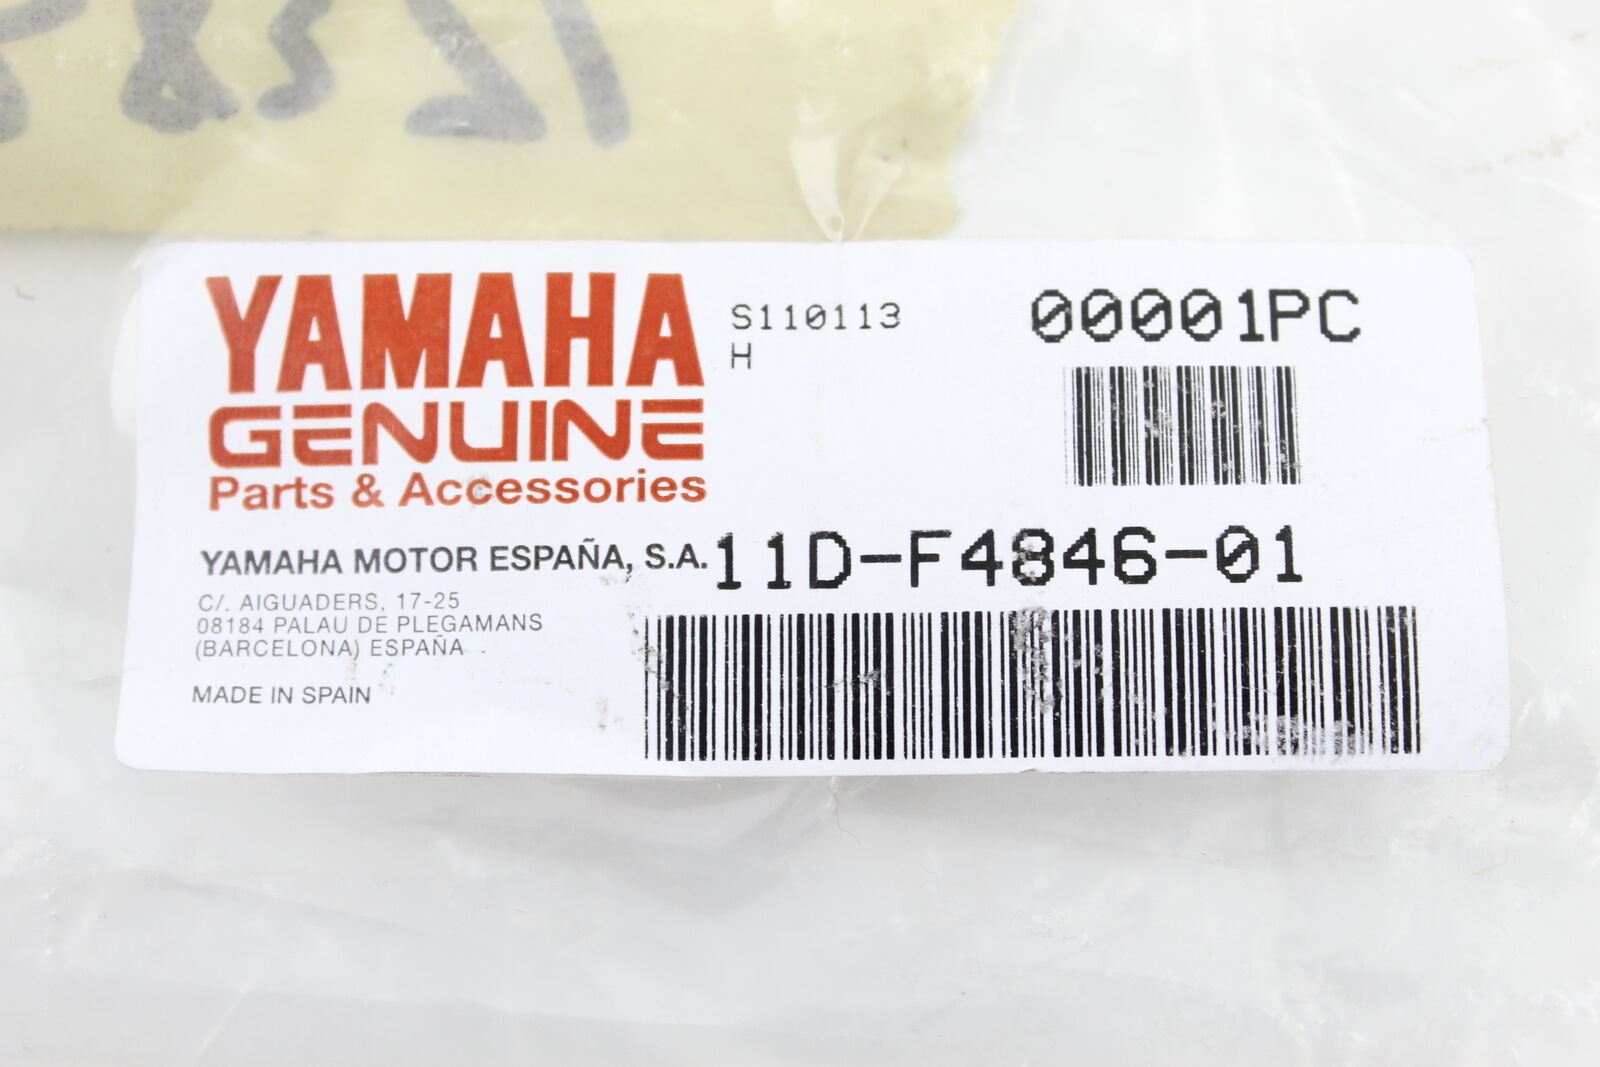 YAMAHA
GENUINE
Parts & Accessories
S110113
H
00001PC
YAMAHA MOTOR ESPAÑA, S.A.
11D-F4846-01
C/. AIGUADERS, 17-25
08184 PALAU DE PLEGAMANS
(BARCELONA) ESPAÑA
MADE IN SPAIN